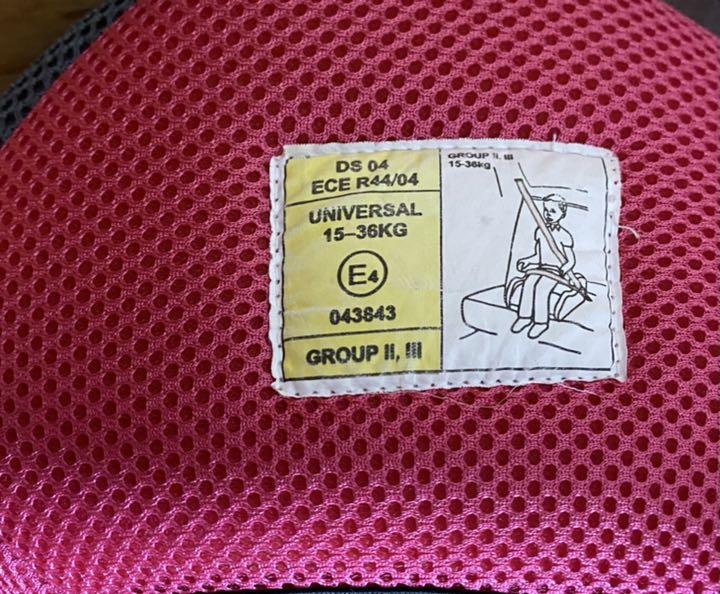 DS 04
ECE R44/04
UNIVERSAL
15–36KG
E4
043843
GROUP II, III
GROUP II, III
15-36kg